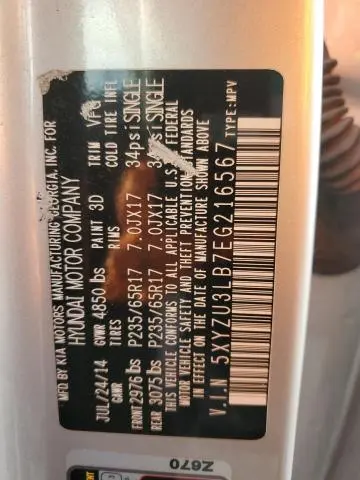 MFD BY KIA MOTORS MANUFACTURING GEORGIA, INC. FOR
HYUNDAI MOTOR COMPANY
JUL/24/14 GVWR 4850 lbs PAINT 3D TRIM VFG
GAWR TIRES RIMS COLD TIRE INFL
FRONT 2976 lbs P235/65R17 7.0JX17 34psi SINGLE
REAR 3075 lbs P235/65R17 7.0JX17 psi SINGLE
THIS VEHICLE CONFORMS TO ALL APPLICABLE U.S. FEDERAL
MOTOR VEHICLE SAFETY AND THEFT PREVENTION STANDARDS
IN EFFECT ON THE DATE OF MANUFACTURE SHOWN ABOVE
V.I.N 5XYZU3LB7EG216567 TYPE:MPV
Z670